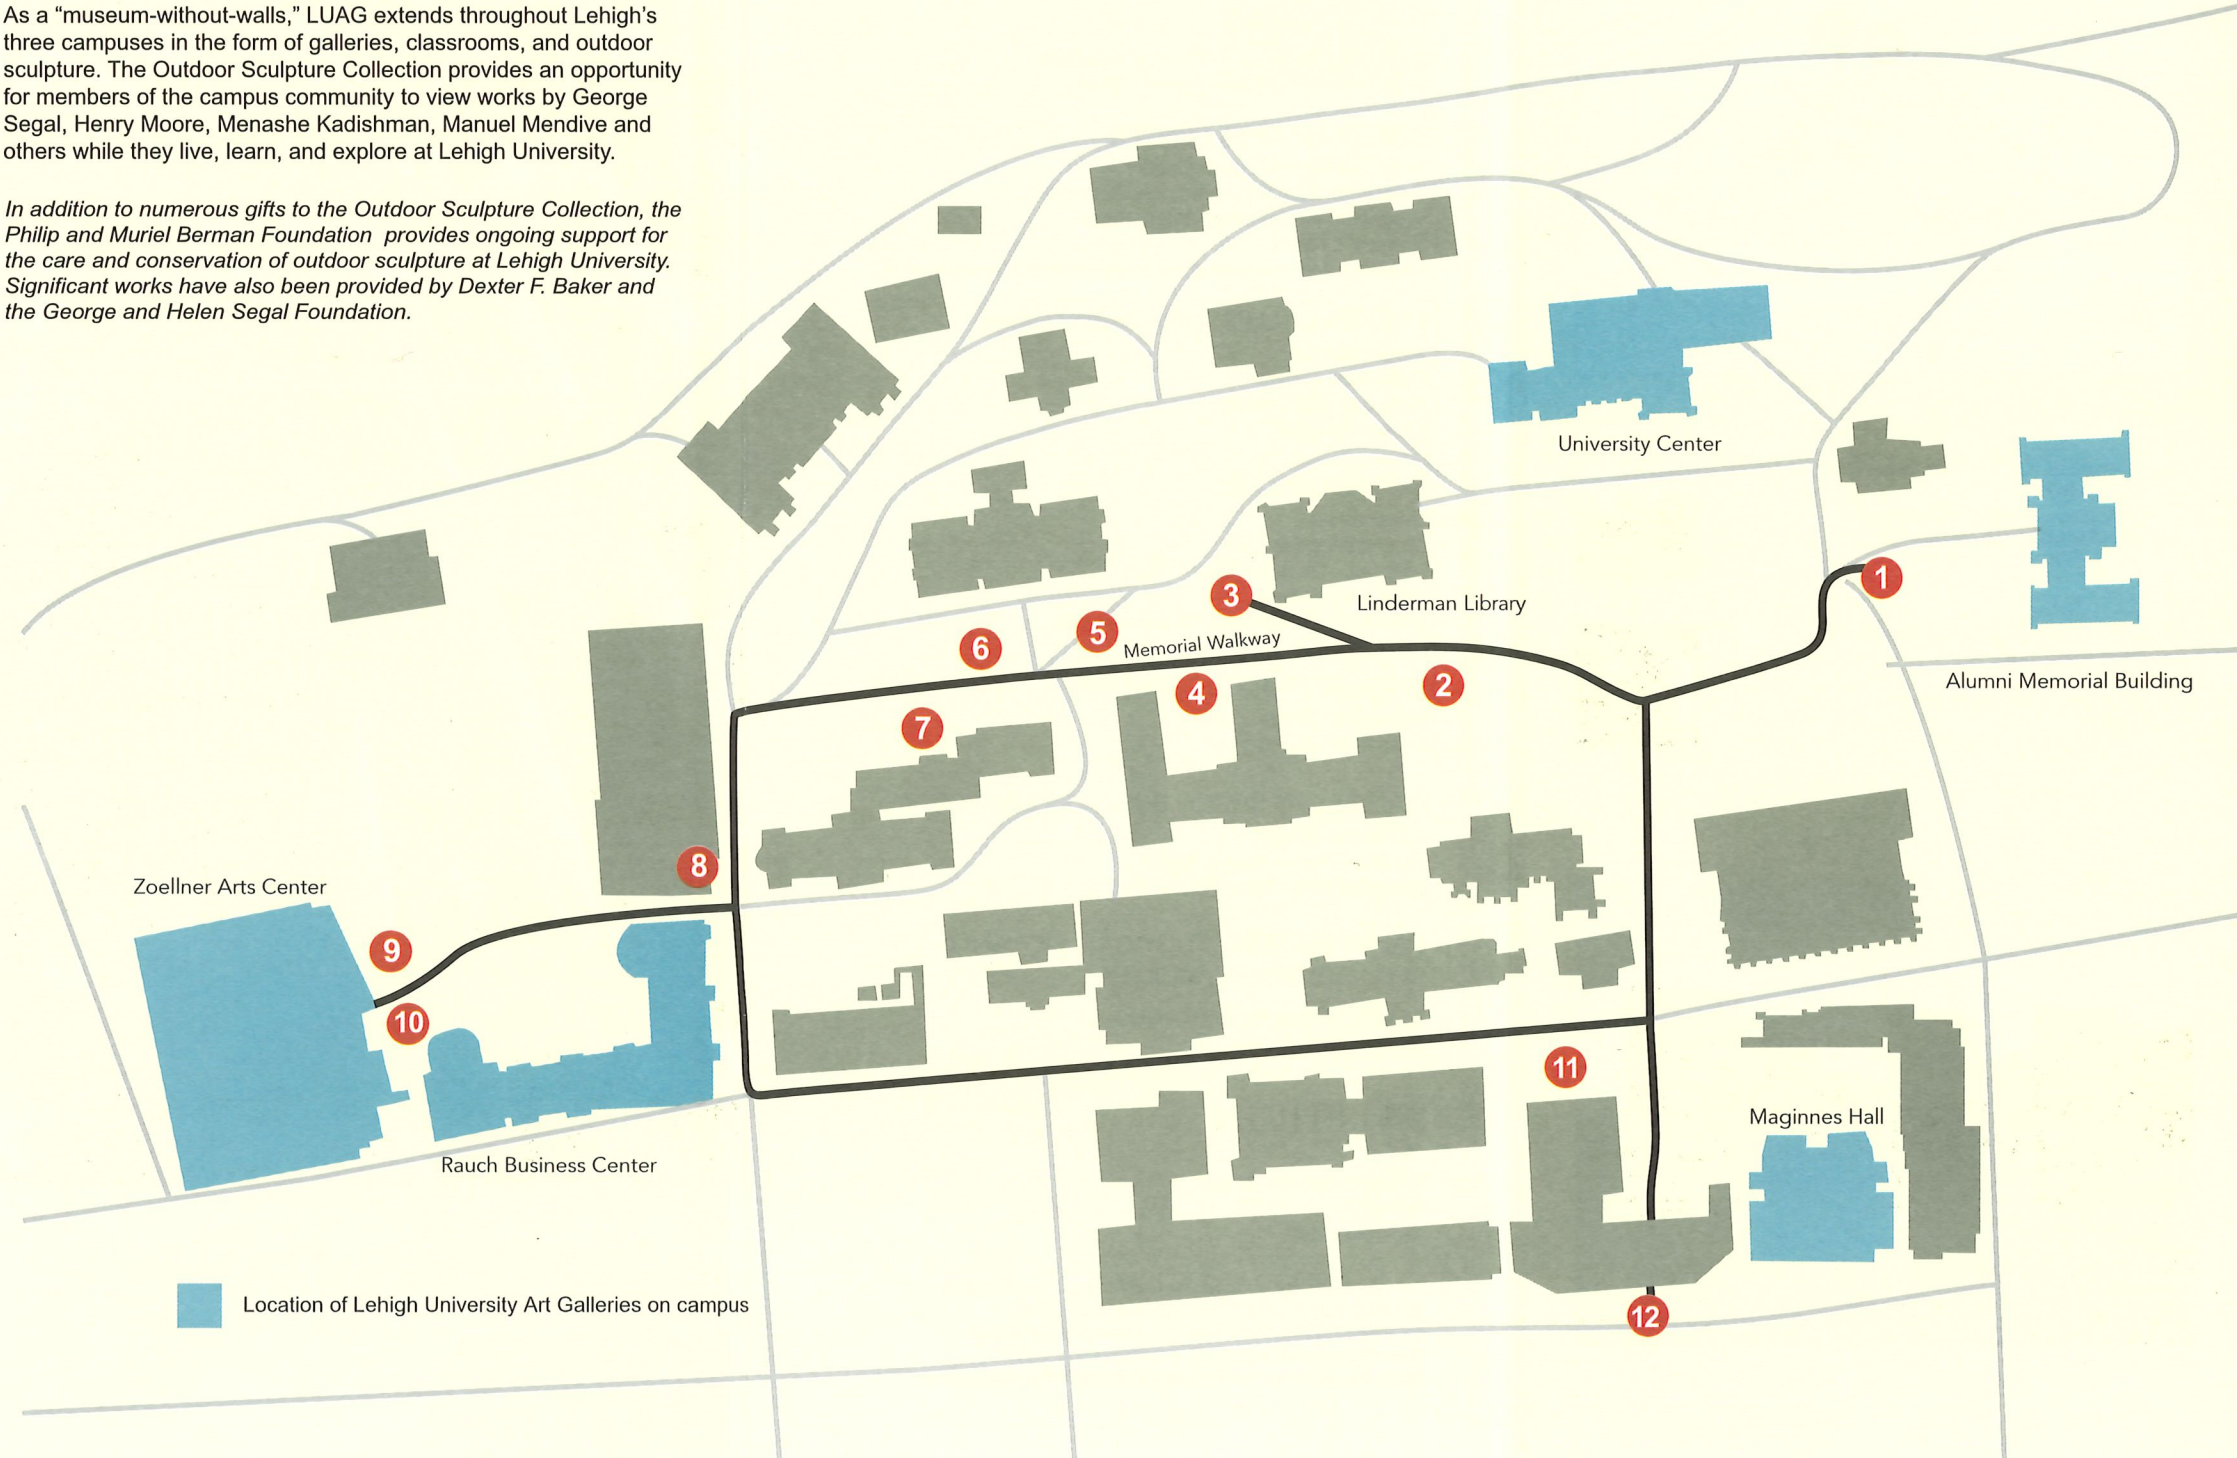 As a “museum-without-walls,” LUAG extends throughout Lehigh’s
three campuses in the form of galleries, classrooms, and outdoor
sculpture. The Outdoor Sculpture Collection provides an opportunity
for members of the campus community to view works by George
Segal, Henry Moore, Menashe Kadishman, Manuel Mendive and
others while they live, learn, and explore at Lehigh University.
In addition to numerous gifts to the Outdoor Sculpture Collection, the
Philip and Muriel Berman Foundation provides ongoing support for
the care and conservation of outdoor sculpture at Lehigh University.
Significant works have also been provided by Dexter F. Baker and
the George and Helen Segal Foundation.
University Center
1
3
Linderman Library
5
Memorial Walkway
6
2
Alumni Memorial Building
4
7
8
Zoellner Arts Center
9
10
11
Maginnes Hall
Rauch Business Center
Location of Lehigh University Art Galleries on campus
12